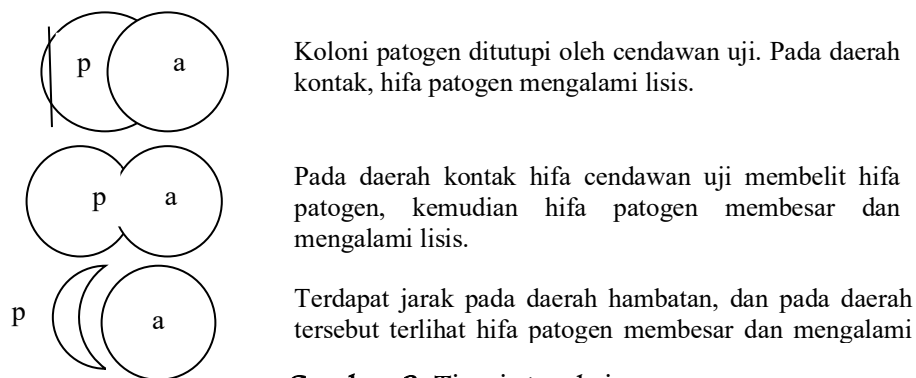 p a
Koloni patogen ditutupi oleh cendawan uji. Pada daerah
kontak, hifa patogen mengalami lisis.
p a
Pada daerah kontak hifa cendawan uji membelit hifa
patogen, kemudian hifa patogen membesar dan
mengalami lisis.
p a
Terdapat jarak pada daerah hambatan, dan pada daerah
tersebut terlihat hifa patogen membesar dan mengalami